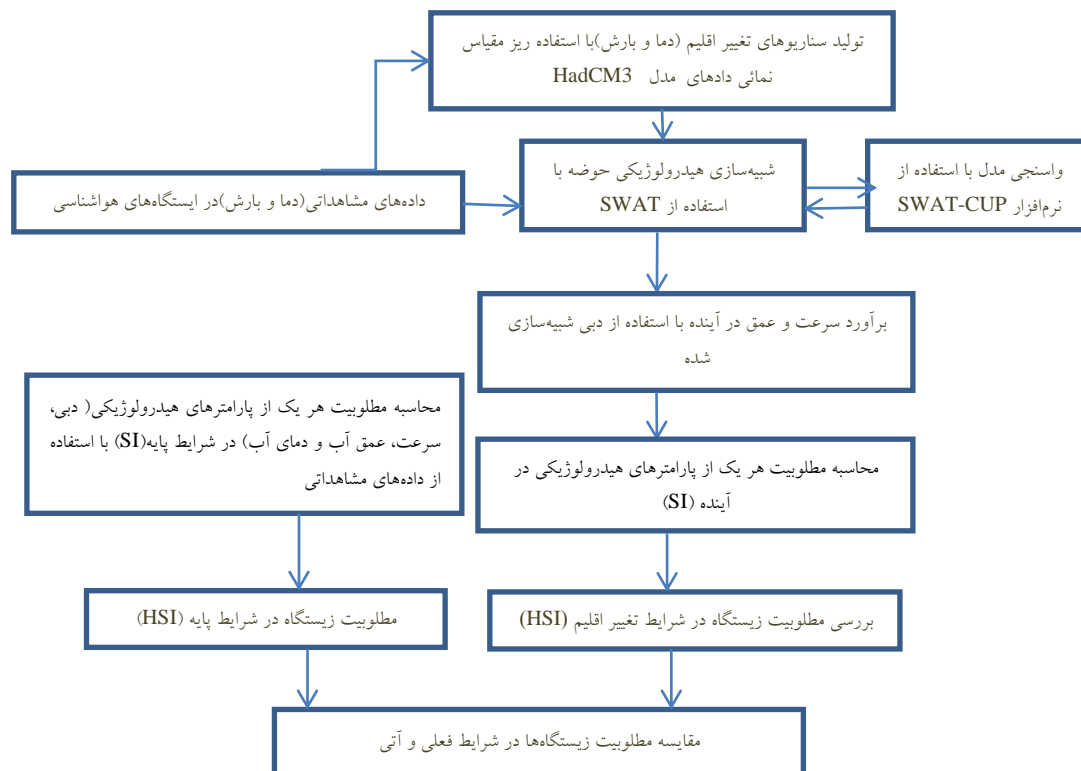 تولید سناریوهای تغییر اقلیم (دما و بارش)با استفاده ریز مقیاس
نمائی دادهای مدل HadCM3
شبیه‌سازی هیدرولوژیکی حوضه با
استفاده از SWAT
واسنجی مدل با استفاده از
نرم‌افزار SWAT-CUP
داده‌های مشاهداتی(دما و بارش)در ایستگاه‌های هواشناسی
برآورد سرعت و عمق در آینده با استفاده از دبی شبیه‌سازی
شده
محاسبه مطلوبیت هر یک از پارامترهای هیدرولوژیکی( دبی،
سرعت، عمق آب و دمای آب) در شرایط پایه(SI) با استفاده
از داده‌های مشاهداتی
محاسبه مطلوبیت هر یک از پارامترهای هیدرولوژیکی در
آینده (SI)
بررسی مطلوبیت زیستگاه در شرایط تغییر اقلیم (HSI)
مطلوبیت زیستگاه در شرایط پایه (HSI)
مقایسه مطلوبیت زیستگاه‌ها در شرایط فعلی و آتی